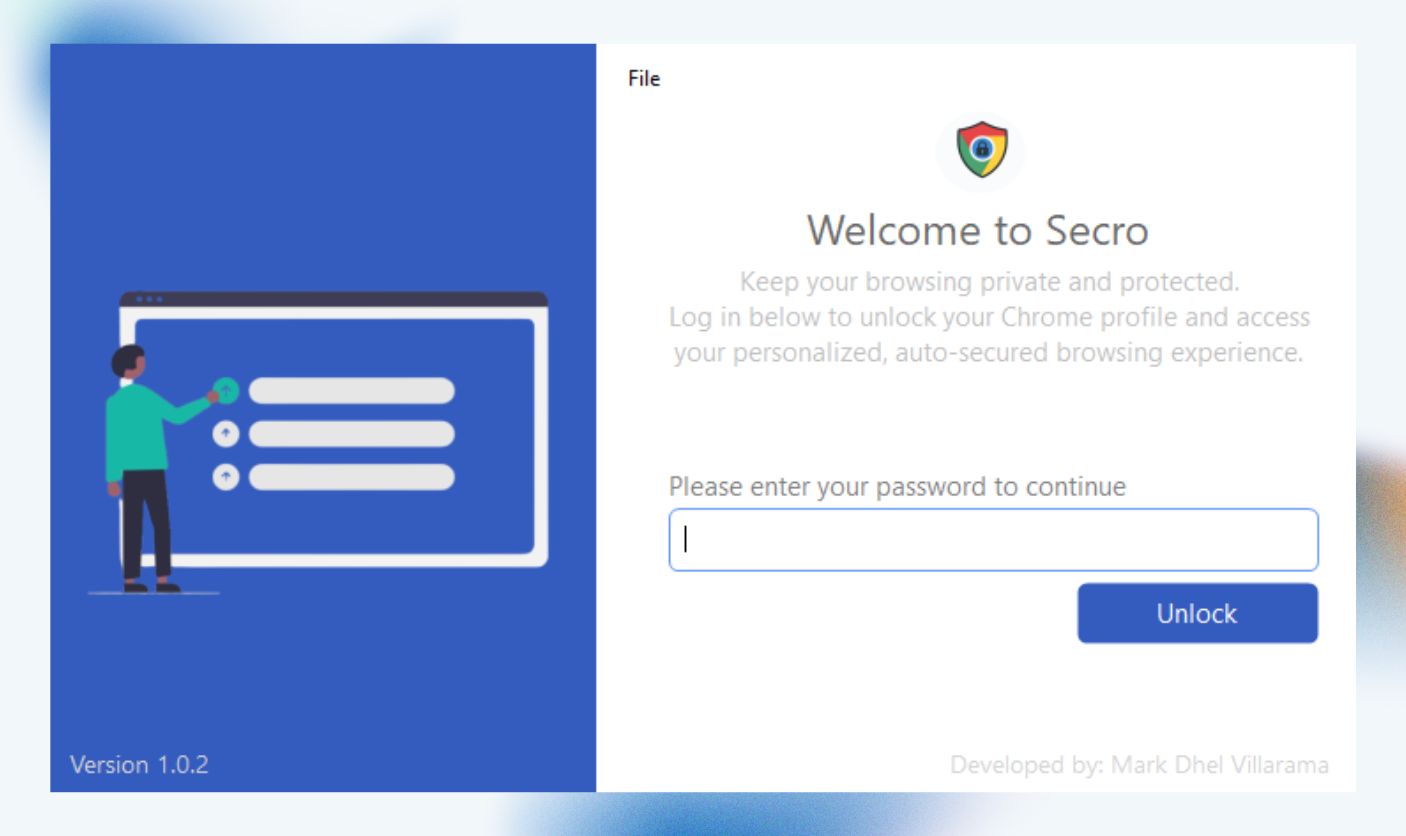 File
Welcome to Secro
Keep your browsing private and protected.
Log in below to unlock your Chrome profile and access
your personalized, auto-secured browsing experience.
Please enter your password to continue
Unlock
Version 1.0.2
Developed by: Mark Dhel Villarama